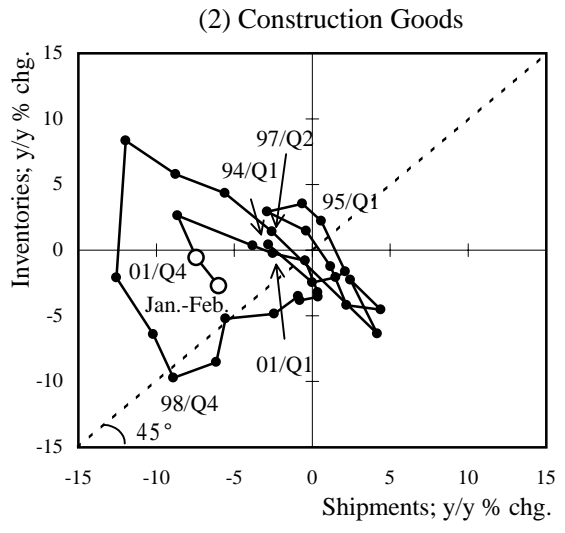 (2) Construction Goods
Inventories; y/y % chg.
15
10
5
0
-5
-10
-15
97/Q2
94/Q1
95/Q1
01/Q4
Jan.-Feb.
01/Q1
98/Q4
45°
-15 -10 -5 0 5 10 15
Shipments; y/y % chg.